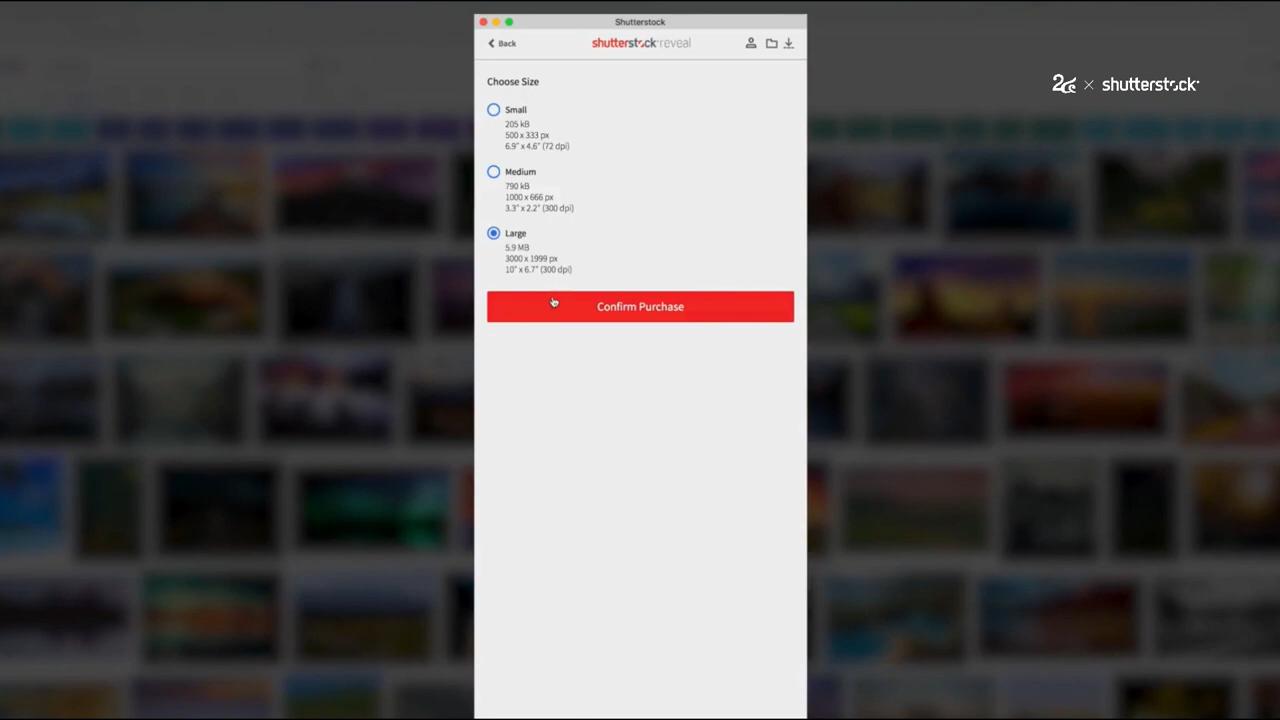 Shutterstock
Back
shutterstock reveal
shutterstock
Choose Size
Small
205 kB
500 x 333 px
6.9" x 4.6" (72 dpi)
Medium
790 kB
1000 x 666 px
3.3" x 2.2" (300 dpi)
Large
5.9 MB
3000 x 1999 px
10" x 6.7" (300 dpi)
Confirm Purchase